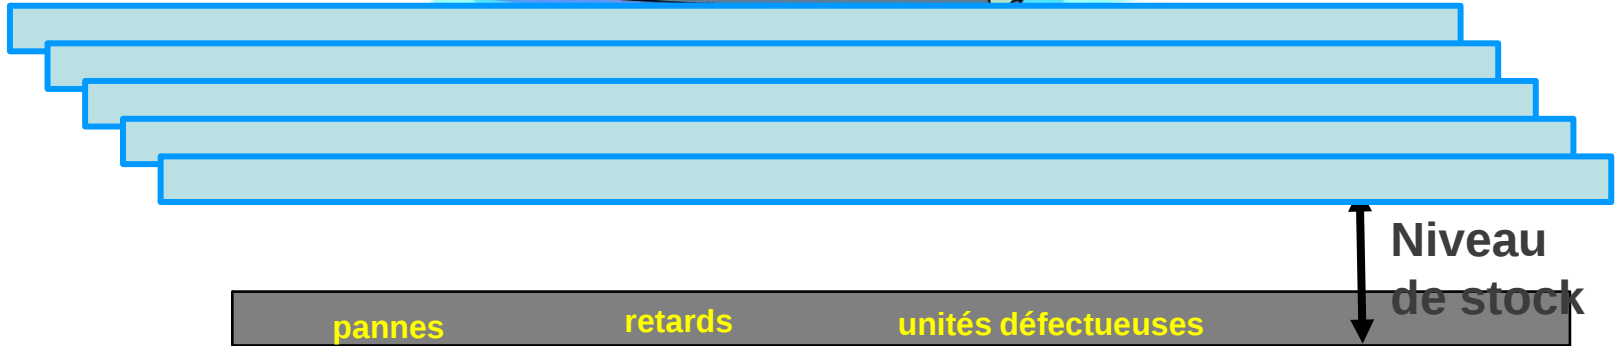 Niveau
de stock
pannes
retards
unités défectueuses